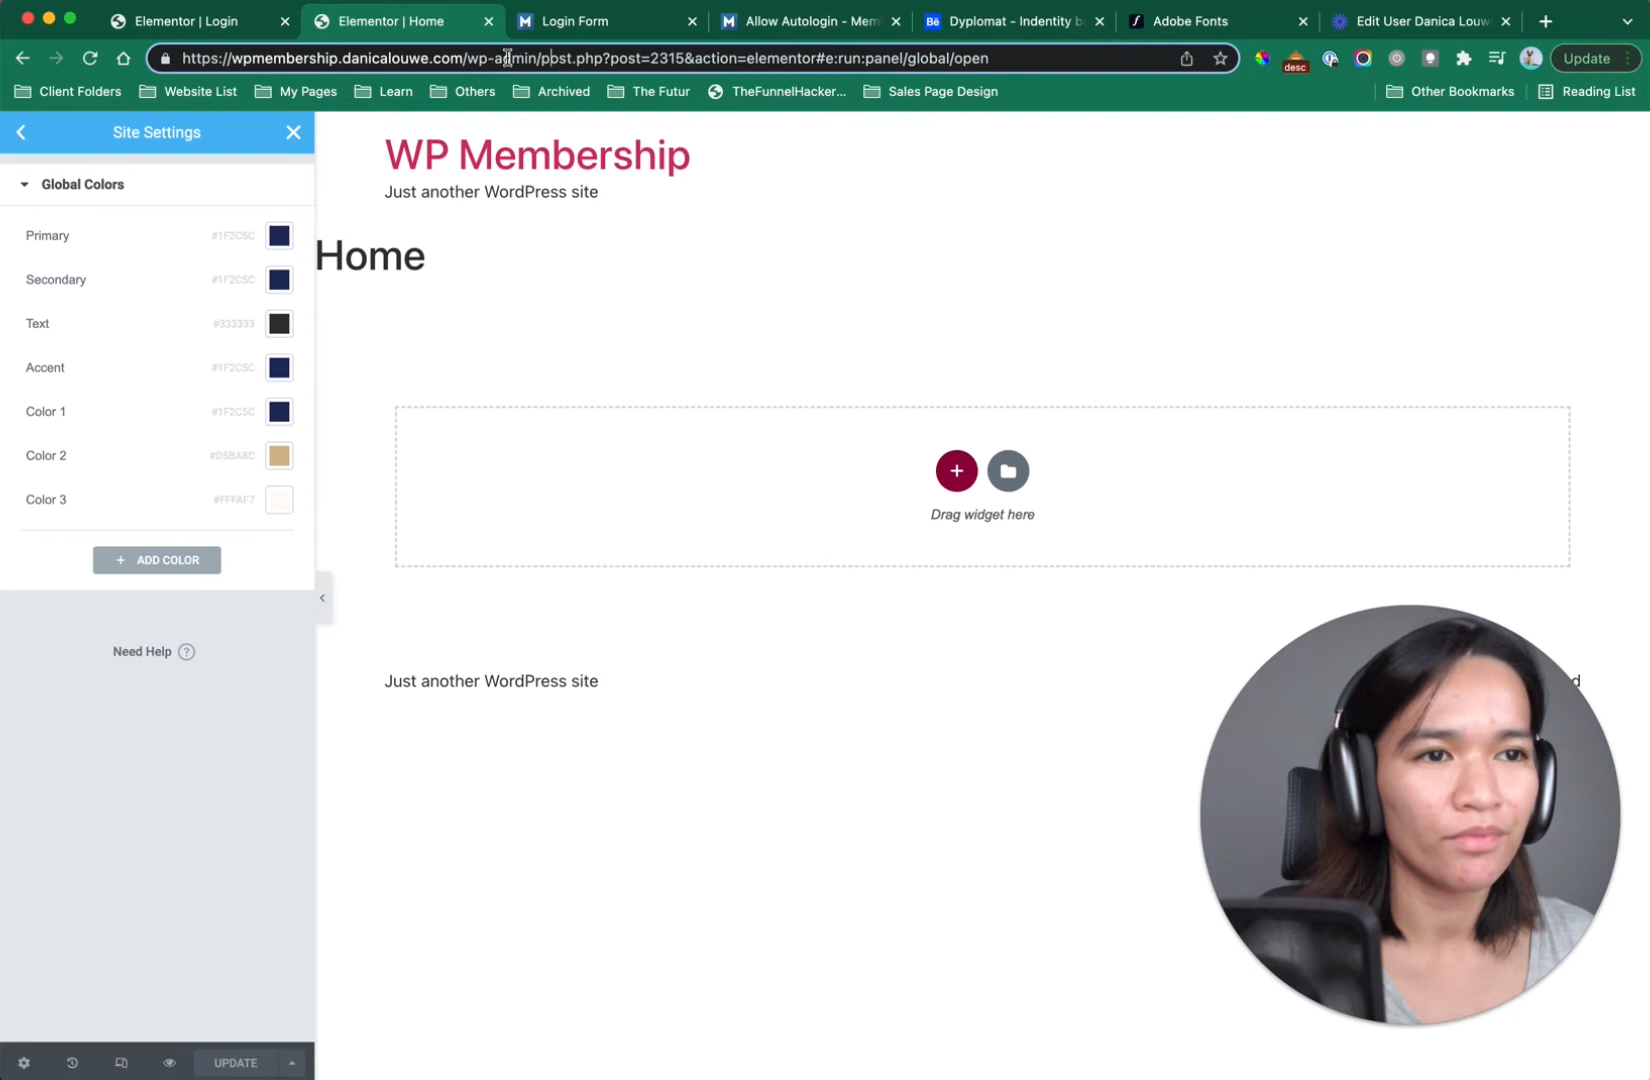 Elementor | Login
Elementor | Home
Login Form
Allow Autologin - Mem
Dyplomat - Indentity ba
Adobe Fonts
Edit User Danica Louw
https://wpmembership.danicalouwe.com/wp-admin/post.php?post=2315&action=elementor#e:run:panel/global/open
desc
Update
Client Folders
Website List
My Pages
Learn
Others
Archived
The Futur
TheFunnelHacker...
Sales Page Design
Other Bookmarks
Reading List
Site Settings
Global Colors
Primary #1F2C5C
Secondary #1F2C5C
Text #333333
Accent #1F2C5C
Color 1 #1F2C5C
Color 2 #D5BA8C
Color 3 #FFFAF7
+ ADD COLOR
Need Help ?
UPDATE
WP Membership
Just another WordPress site
Home
Drag widget here
Just another WordPress site
d